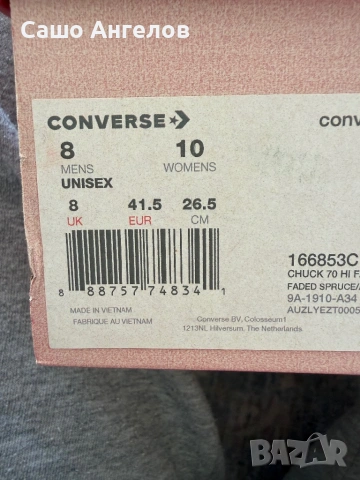 Сашо Ангелов
CONVERSE
conv
8 10
MENS WOMENS
UNISEX
8 41.5 26.5
UK EUR CM
8 88757 74834 1
166853C
CHUCK 70 HI F
FADED SPRUCE/
9A-1910-A34
AUZLYEZT0005
MADE IN VIETNAM
FABRIQUE AU VIETNAM
Converse BV, Colosseum1
1213NL Hilversum, The Netherlands
BAZAR